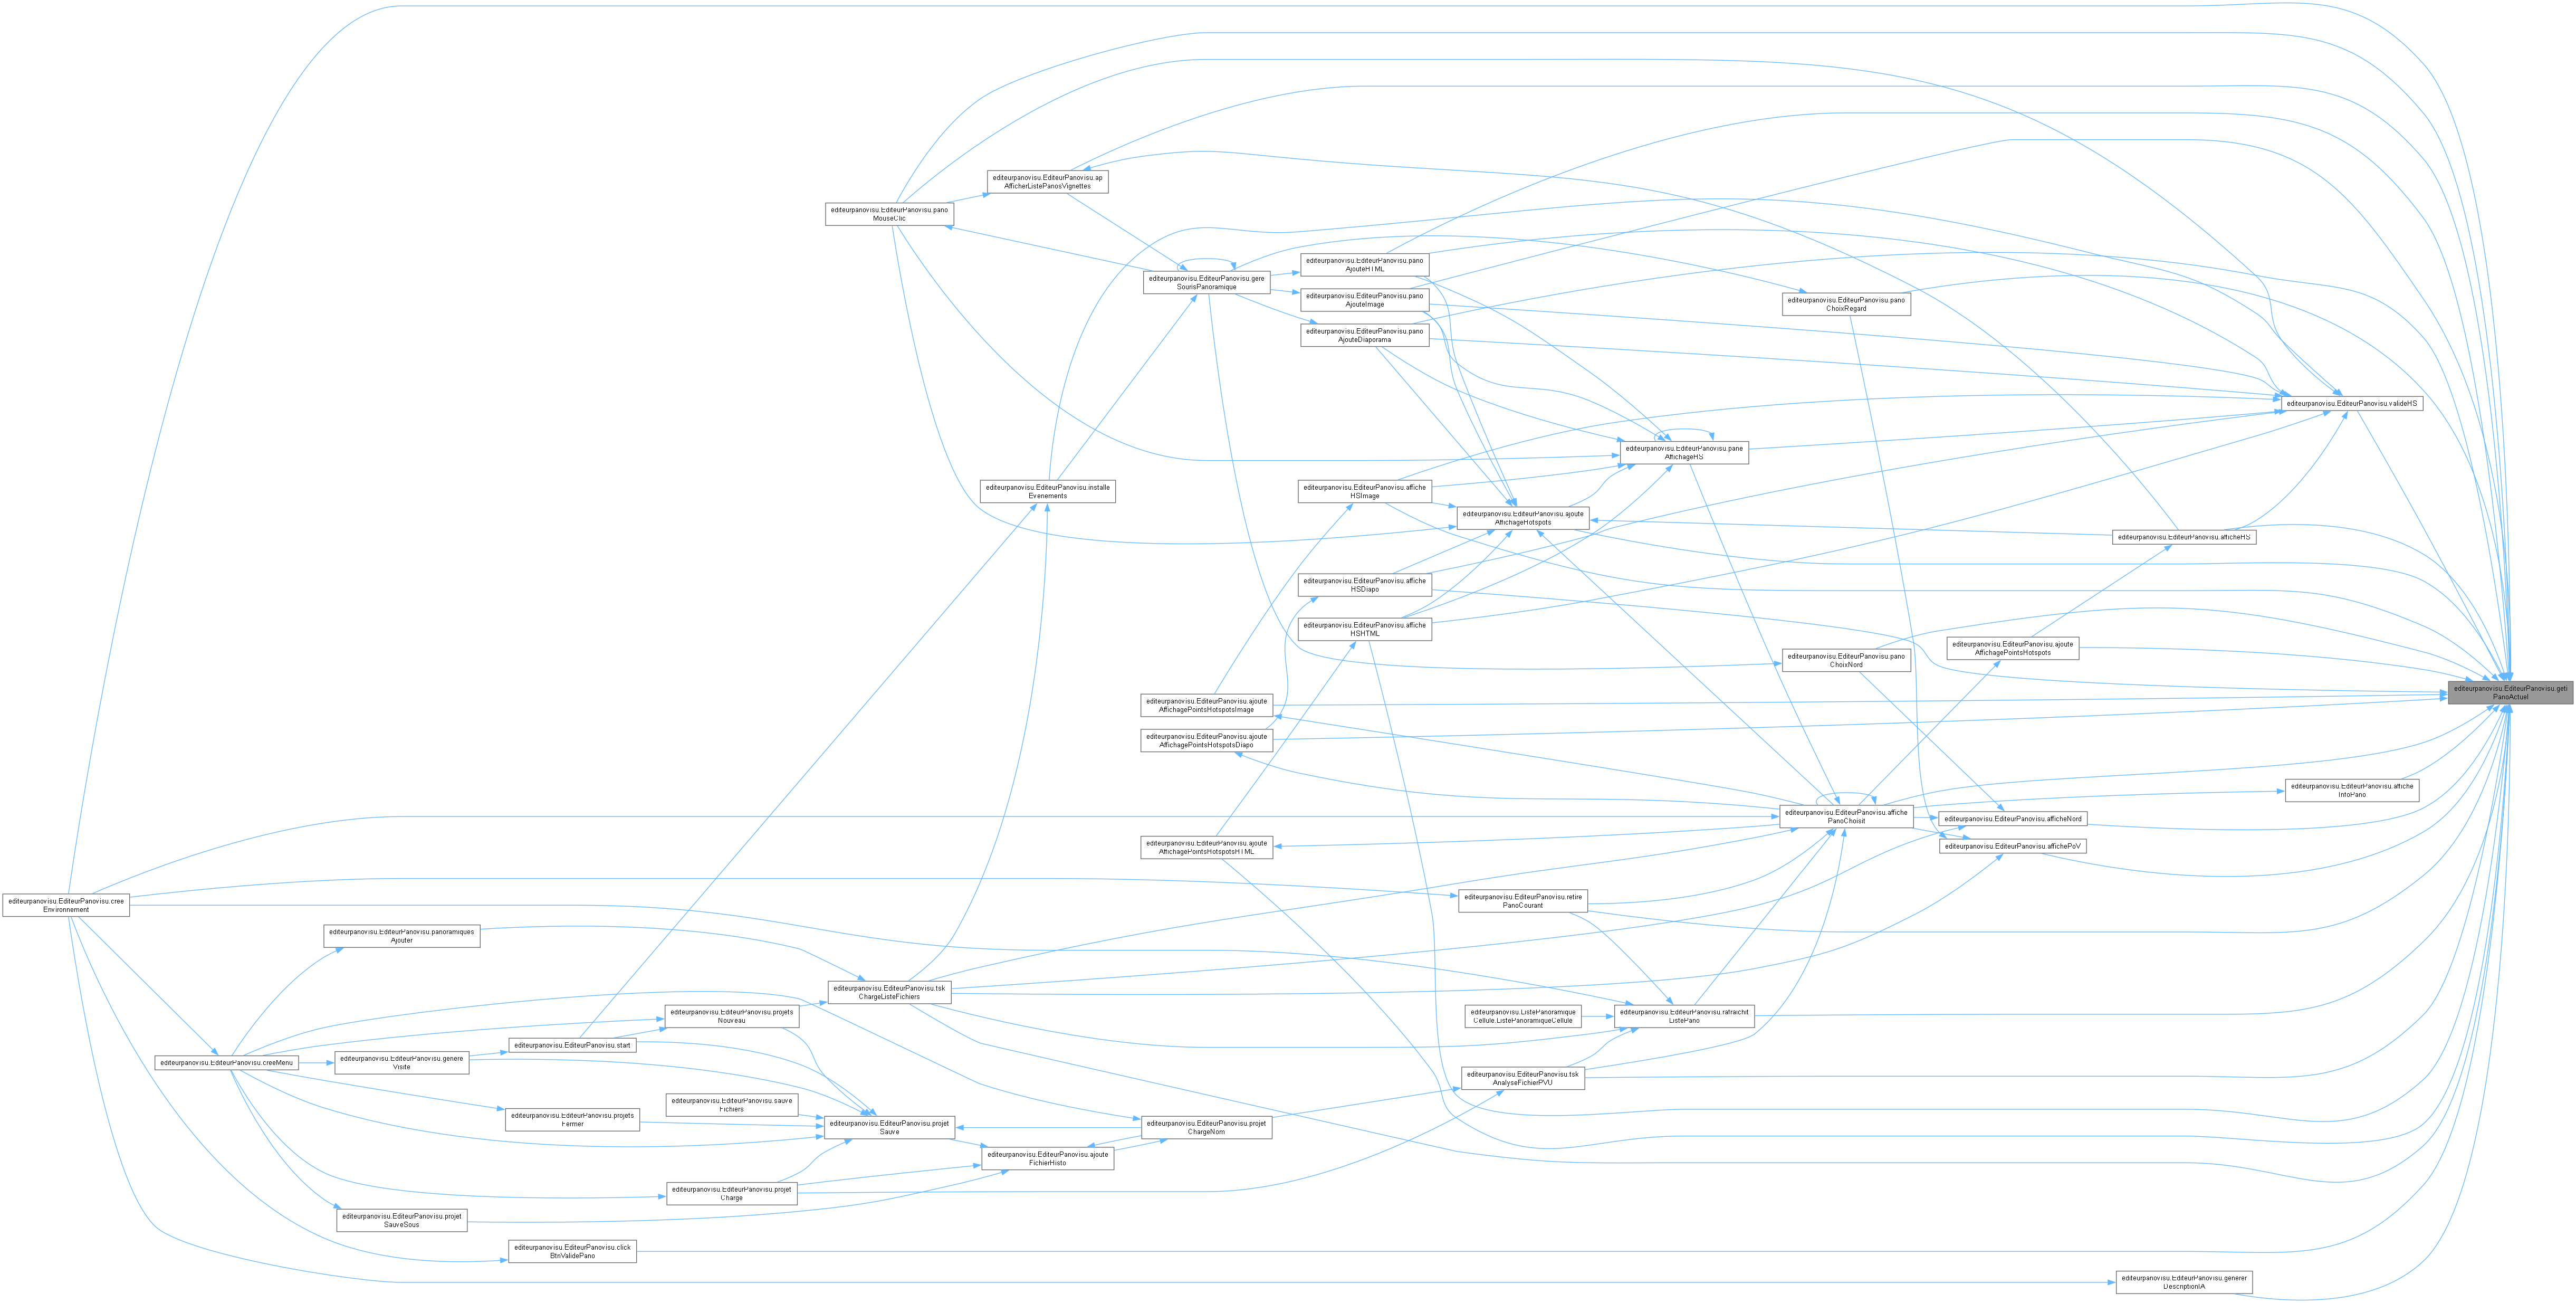 editeurpanovisu.EditeurPanovisu.ap
AfficherListePanosVignettes
editeurpanovisu.EditeurPanovisu.pano
MouseClic
editeurpanovisu.EditeurPanovisu.gere
SourisPanoramique
editeurpanovisu.EditeurPanovisu.pano
AjouteHTML
editeurpanovisu.EditeurPanovisu.pano
AjouteImage
editeurpanovisu.EditeurPanovisu.pano
AjouteDiaporama
editeurpanovisu.EditeurPanovisu.pano
ChoixRegard
editeurpanovisu.EditeurPanovisu.valideHS
editeurpanovisu.EditeurPanovisu.pane
AffichageHS
editeurpanovisu.EditeurPanovisu.installe
Evenements
editeurpanovisu.EditeurPanovisu.affiche
HSImage
editeurpanovisu.EditeurPanovisu.ajoute
AffichageHotspots
editeurpanovisu.EditeurPanovisu.afficheHS
editeurpanovisu.EditeurPanovisu.affiche
HSDiapo
editeurpanovisu.EditeurPanovisu.affiche
HSHTML
editeurpanovisu.EditeurPanovisu.ajoute
AffichagePointsHotspots
editeurpanovisu.EditeurPanovisu.pano
ChoixNord
editeurpanovisu.EditeurPanovisu.geti
PanoActuel
editeurpanovisu.EditeurPanovisu.ajoute
AffichagePointsHotspotsImage
editeurpanovisu.EditeurPanovisu.ajoute
AffichagePointsHotspotsDiapo
editeurpanovisu.EditeurPanovisu.affiche
InfoPano
editeurpanovisu.EditeurPanovisu.affiche
PanoChoisit
editeurpanovisu.EditeurPanovisu.afficheNord
editeurpanovisu.EditeurPanovisu.affichePoV
editeurpanovisu.EditeurPanovisu.ajoute
AffichagePointsHotspotsHTML
editeurpanovisu.EditeurPanovisu.cree
Environnement
editeurpanovisu.EditeurPanovisu.retire
PanoCourant
editeurpanovisu.EditeurPanovisu.panoramiques
Ajouter
editeurpanovisu.EditeurPanovisu.tsk
ChargeListeFichiers
editeurpanovisu.EditeurPanovisu.projets
Nouveau
editeurpanovisu.ListePanoramique
Cellule.ListePanoramiqueCellule
editeurpanovisu.EditeurPanovisu.rafraichit
ListePano
editeurpanovisu.EditeurPanovisu.start
editeurpanovisu.EditeurPanovisu.creeMenu
editeurpanovisu.EditeurPanovisu.genere
Visite
editeurpanovisu.EditeurPanovisu.tsk
AnalyseFichierPVU
editeurpanovisu.EditeurPanovisu.sauve
Fichiers
editeurpanovisu.EditeurPanovisu.projets
Fermer
editeurpanovisu.EditeurPanovisu.projet
Sauve
editeurpanovisu.EditeurPanovisu.projet
ChargeNom
editeurpanovisu.EditeurPanovisu.ajoute
FichierHisto
editeurpanovisu.EditeurPanovisu.projet
Charge
editeurpanovisu.EditeurPanovisu.projet
SauveSous
editeurpanovisu.EditeurPanovisu.click
BtnValidePano
editeurpanovisu.EditeurPanovisu.generer
DescriptionIA